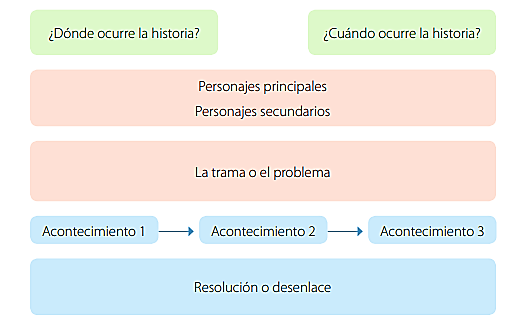 ¿Dónde ocurre la historia?
¿Cuándo ocurre la historia?
Personajes principales
Personajes secundarios
La trama o el problema
Acontecimiento 1
Acontecimiento 2
Acontecimiento 3
Resolución o desenlace